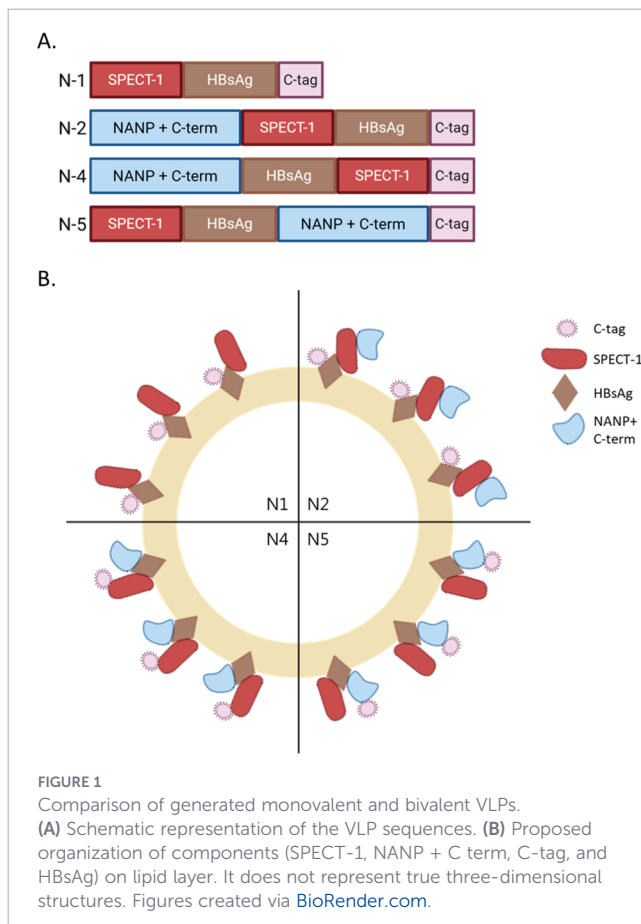 A.
N-1 SPECT-1 HBsAg C-tag
N-2 NANP + C-term SPECT-1 HBsAg C-tag
N-4 NANP + C-term HBsAg SPECT-1 C-tag
N-5 SPECT-1 HBsAg NANP + C-term C-tag
B.
C-tag
SPECT-1
HBsAg
NANP+
C-term
N1 N2
N4 N5
FIGURE 1
Comparison of generated monovalent and bivalent VLPs.
(A) Schematic representation of the VLP sequences. (B) Proposed
organization of components (SPECT-1, NANP + C term, C-tag, and
HBsAg) on lipid layer. It does not represent true three-dimensional
structures. Figures created via BioRender.com.